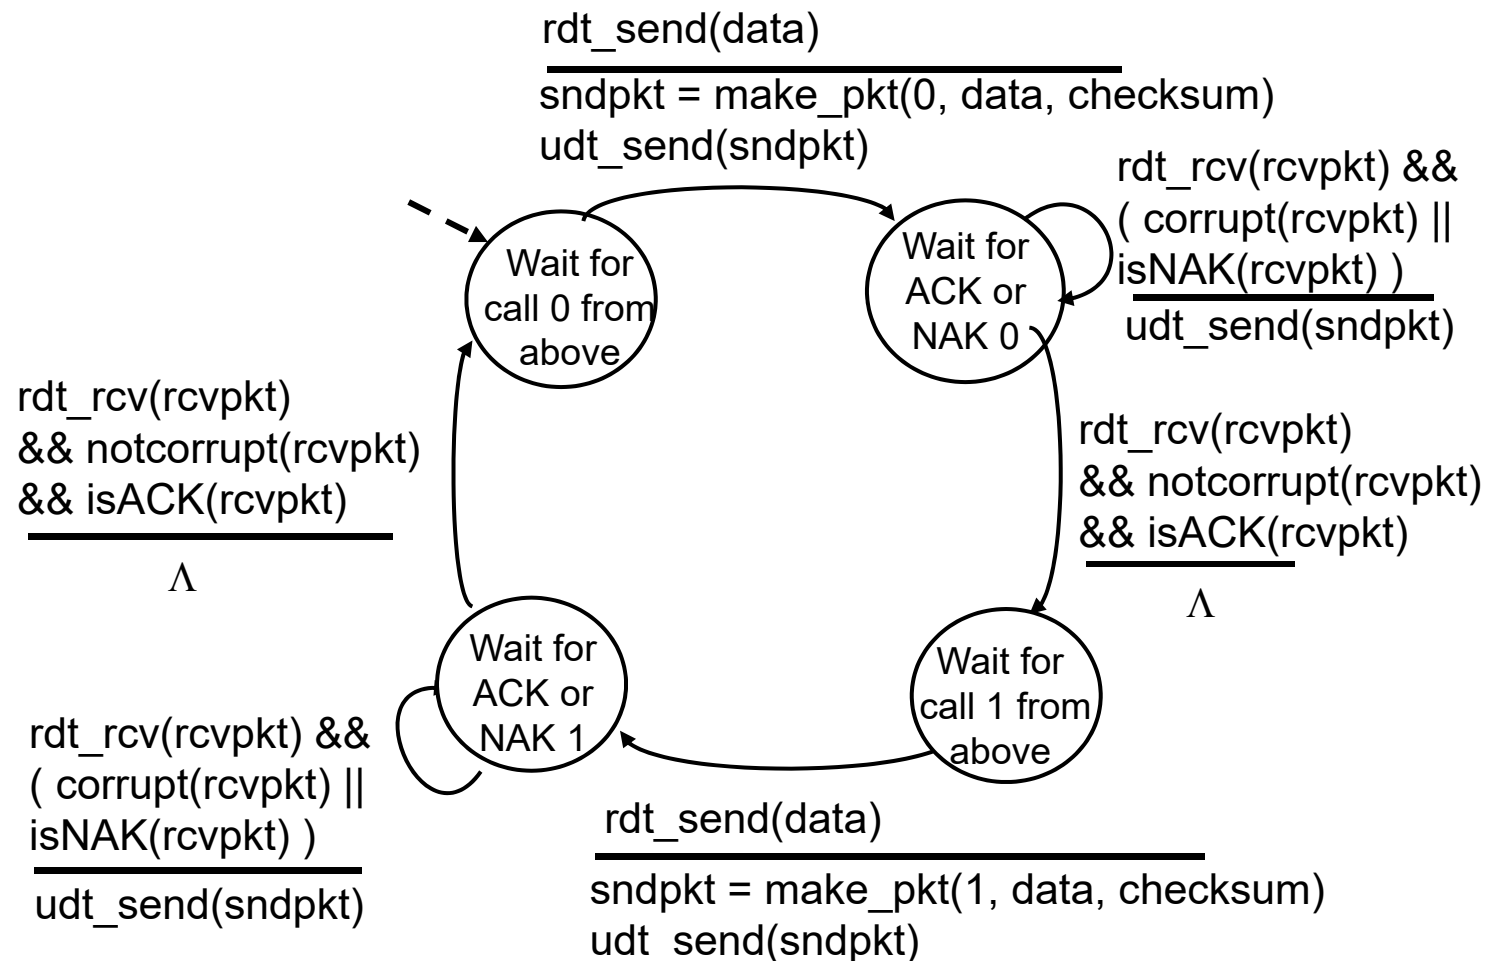 rdt_send(data)
sndpkt = make_pkt(0, data, checksum)
udt_send(sndpkt)
rdt_rcv(rcvpkt) &&
( corrupt(rcvpkt) ||
isNAK(rcvpkt) )
udt_send(sndpkt)
Wait for
call 0 from
above
Wait for
ACK or
NAK 0
rdt_rcv(rcvpkt)
&& notcorrupt(rcvpkt)
&& isACK(rcvpkt)
Λ
rdt_rcv(rcvpkt)
&& notcorrupt(rcvpkt)
&& isACK(rcvpkt)
Λ
Wait for
ACK or
NAK 1
Wait for
call 1 from
above
rdt_rcv(rcvpkt) &&
( corrupt(rcvpkt) ||
isNAK(rcvpkt) )
udt_send(sndpkt)
rdt_send(data)
sndpkt = make_pkt(1, data, checksum)
udt_send(sndpkt)